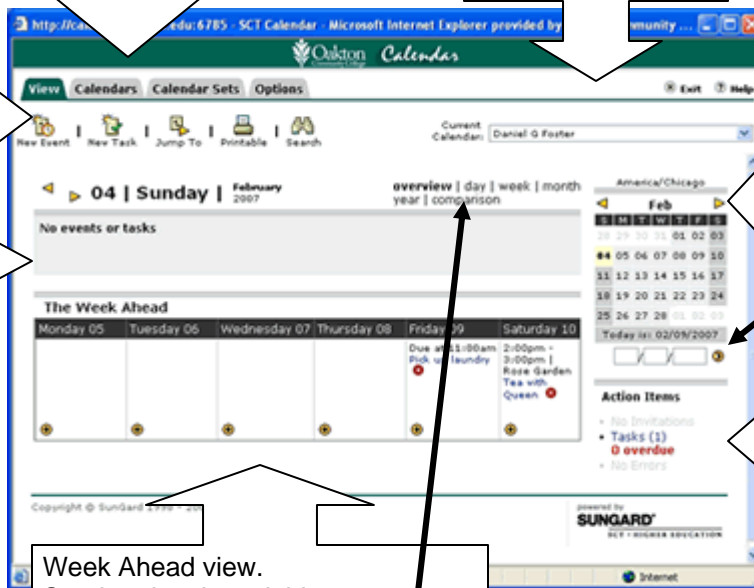 http://ca edu:6785 - SCT Calendar - Microsoft Internet Explorer provided by mmunity ...
Oakton Calendar
Community College
View Calendars Calendar Sets Options Exit Help
New Event | New Task | Jump To | Printable | Search
Current Calendar: Daniel G Foster
04 | Sunday | February 2007
overview | day | week | month
year | comparison
No events or tasks
America/Chicago
Feb
S M T W T F S
28 29 30 31 01 02 03
04 05 06 07 08 09 10
11 12 13 14 15 16 17
18 19 20 21 22 23 24
25 26 27 28 01 02 03
Today is: 02/09/2007
/ /
The Week Ahead
Monday 05 Tuesday 06 Wednesday 07 Thursday 08 Friday 09 Saturday 10
Due at 11:00am
Pick up laundry
2:00pm -
3:00pm |
Rose Garden
Tea with
Queen
Action Items
No Invitations
Tasks (1)
0 overdue
No Errors
Copyright © SunGard 1998 - 20
powered by
SUNGARD
SCT HIGHER EDUCATION
Week Ahead view.
Internet